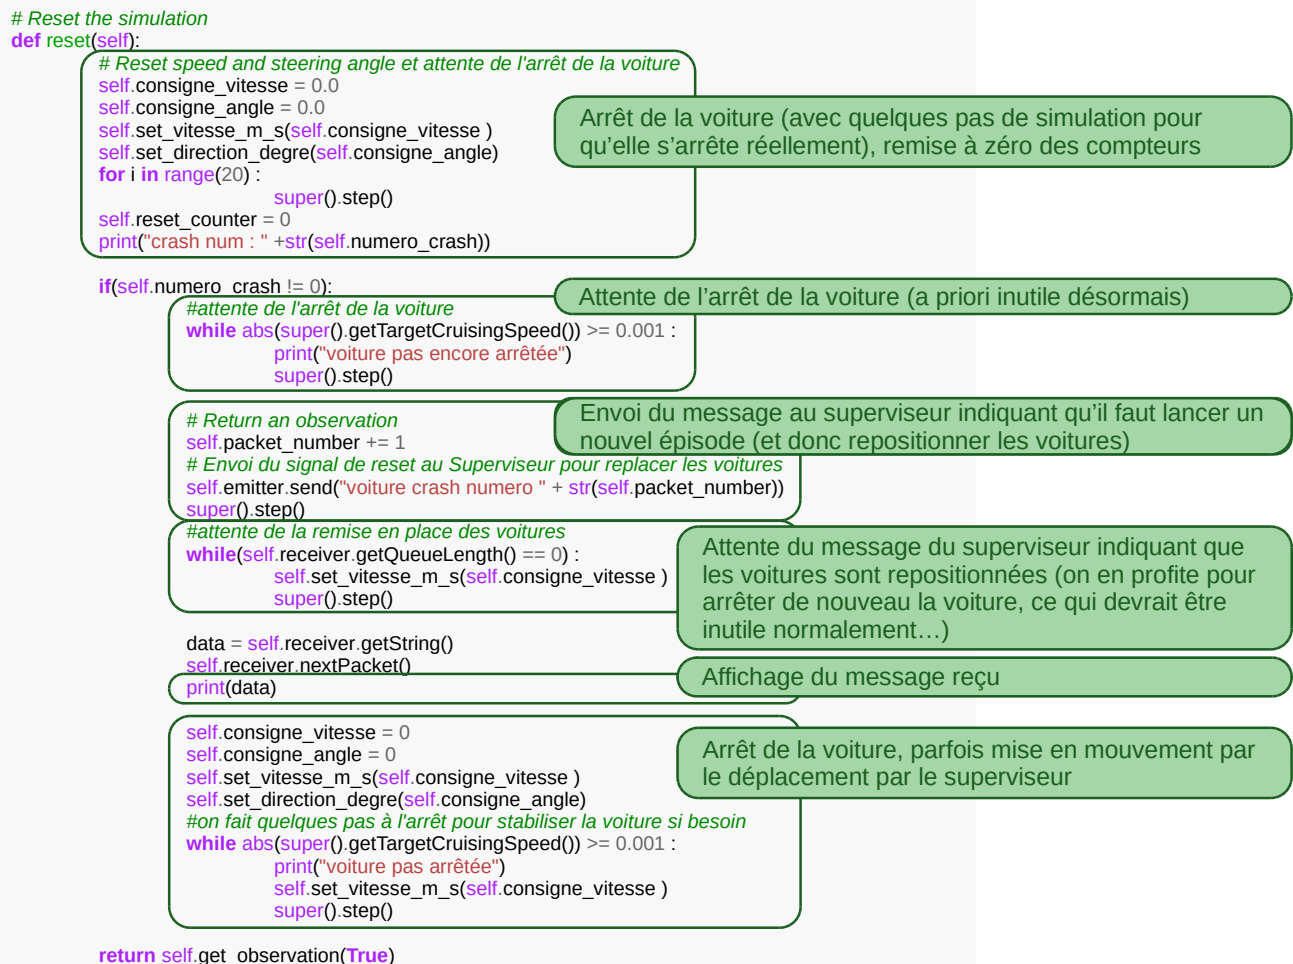 # Reset the simulation
def reset(self):
# Reset speed and steering angle et attente de l'arrêt de la voiture
self.consigne_vitesse = 0.0
self.consigne_angle = 0.0
self.set_vitesse_m_s(self.consigne_vitesse )
self.set_direction_degre(self.consigne_angle)
for i in range(20) :
super().step()
self.reset_counter = 0
print("crash num : " +str(self.numero_crash))
Arrêt de la voiture (avec quelques pas de simulation pour
qu'elle s'arrête réellement), remise à zéro des compteurs
if(self.numero_crash != 0):
#attente de l'arrêt de la voiture
while abs(super().getTargetCruisingSpeed()) >= 0.001 :
print("voiture pas encore arrêtée")
super().step()
Attente de l'arrêt de la voiture (a priori inutile désormais)
# Return an observation
self.packet_number += 1
# Envoi du signal de reset au Superviseur pour replacer les voitures
self.emitter.send("voiture crash numero " + str(self.packet_number))
super().step()
Envoi du message au superviseur indiquant qu'il faut lancer un
nouvel épisode (et donc repositionner les voitures)
#attente de la remise en place des voitures
while(self.receiver.getQueueLength() == 0) :
self.set_vitesse_m_s(self.consigne_vitesse )
super().step()
Attente du message du superviseur indiquant que
les voitures sont repositionnées (on en profite pour
arrêter de nouveau la voiture, ce qui devrait être
inutile normalement…)
data = self.receiver.getString()
self.receiver.nextPacket()
print(data)
Affichage du message reçu
self.consigne_vitesse = 0
self.consigne_angle = 0
self.set_vitesse_m_s(self.consigne_vitesse )
self.set_direction_degre(self.consigne_angle)
#on fait quelques pas à l'arrêt pour stabiliser la voiture si besoin
while abs(super().getTargetCruisingSpeed()) >= 0.001 :
print("voiture pas arrêtée")
self.set_vitesse_m_s(self.consigne_vitesse )
super().step()
Arrêt de la voiture, parfois mise en mouvement par
le déplacement par le superviseur
return self.get_observation(True)